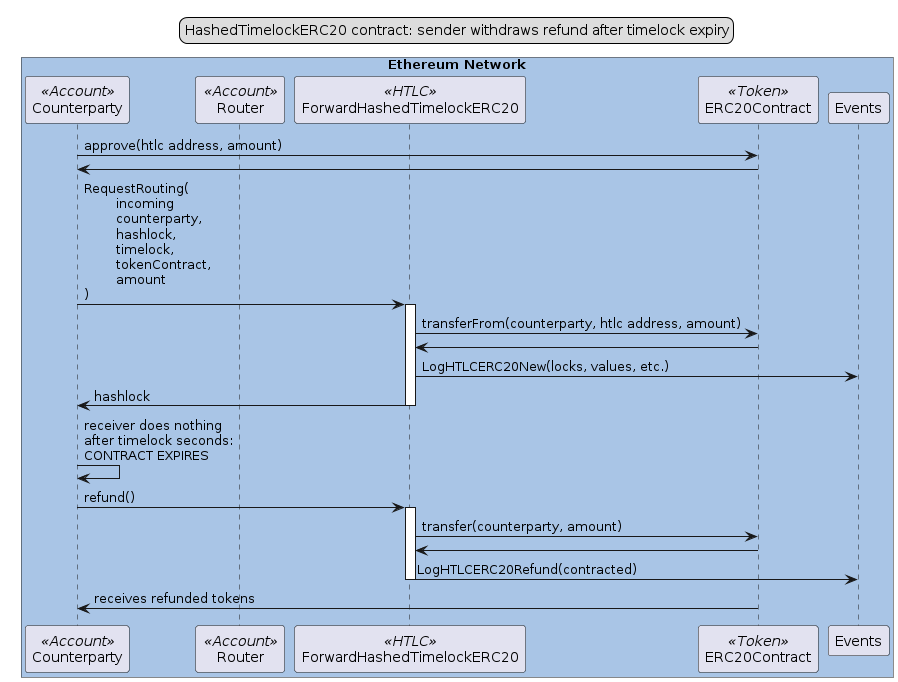 HashedTimelockERC20 contract: sender withdraws refund after timelock expiry
Ethereum Network
«Account» «Account» «HTLC» «Token»
Counterparty Router ForwardHashedTimelockERC20 ERC20Contract Events
approve(htlc address, amount)
RequestRouting(
incoming
counterparty,
hashlock,
timelock,
tokenContract,
amount
)
transferFrom(counterparty, htlc address, amount)
LogHTLCERC20New(locks, values, etc.)
hashlock
receiver does nothing
after timelock seconds:
CONTRACT EXPIRES
refund()
transfer(counterparty, amount)
LogHTLCERC20Refund(contracted)
receives refunded tokens
«Account» «Account» «HTLC» «Token»
Counterparty Router ForwardHashedTimelockERC20 ERC20Contract Events